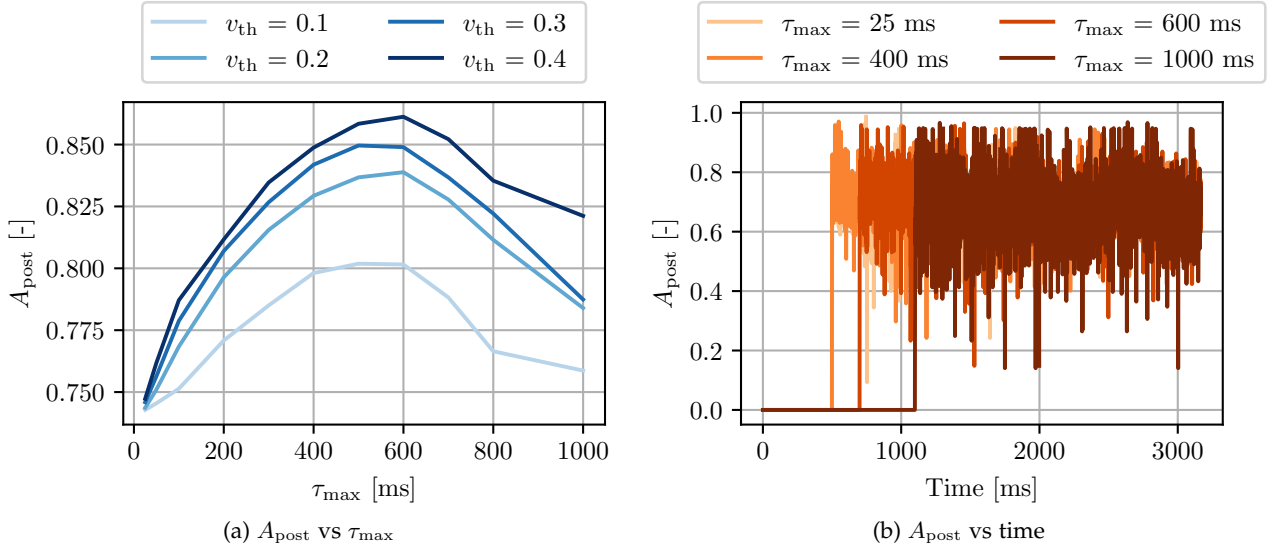 v_th = 0.1
v_th = 0.3
v_th = 0.2
v_th = 0.4
A_post [-]
0.850
0.825
0.800
0.775
0.750
0 200 400 600 800 1000
τ_max [ms]
(a) A_post vs τ_max
τ_max = 25 ms
τ_max = 600 ms
τ_max = 400 ms
τ_max = 1000 ms
A_post [-]
1.0
0.8
0.6
0.4
0.2
0.0
0 1000 2000 3000
Time [ms]
(b) A_post vs time